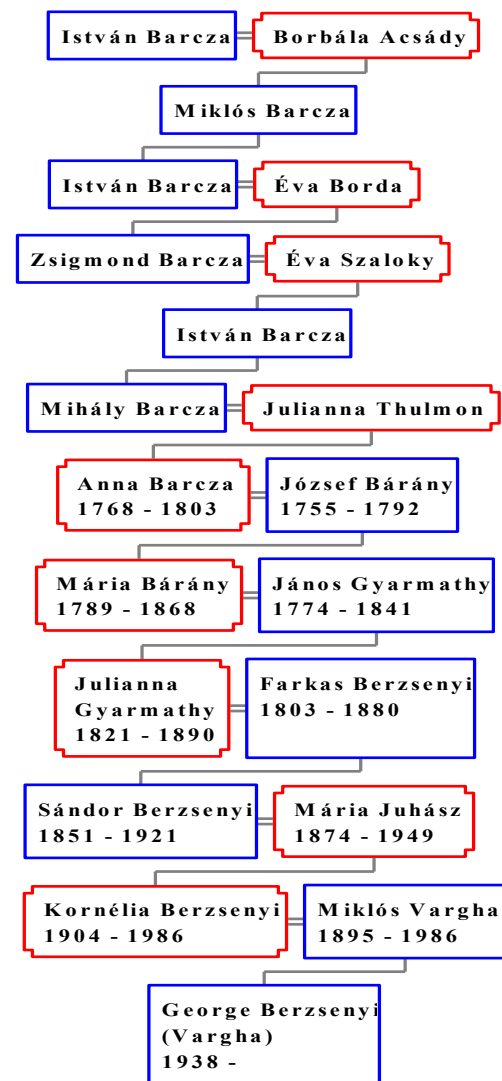 István Barcza
Borbála Acsády
Miklós Barcza
István Barcza
Éva Borda
Zsigmond Barcza
Éva Szaloky
István Barcza
Mihály Barcza
Julianna Thulmon
Anna Barcza
1768 - 1803
József Bárány
1755 - 1792
Mária Bárány
1789 - 1868
János Gyarmathy
1774 - 1841
Julianna
Gyarmathy
1821 - 1890
Farkas Berzsenyi
1803 - 1880
Sándor Berzsenyi
1851 - 1921
Mária Juhász
1874 - 1949
Kornélia Berzsenyi
1904 - 1986
Miklós Vargha
1895 - 1986
George Berzsenyi
(Vargha)
1938 -